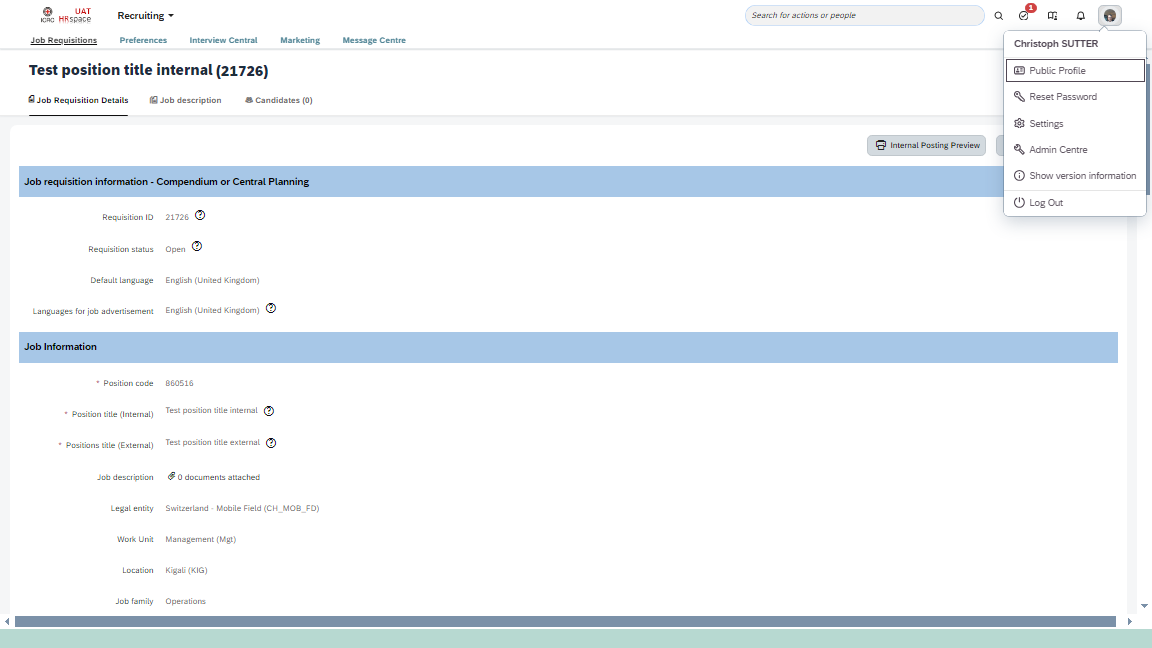 ICRC
UAT
HRspace
Recruiting
Search for actions or people
1
Job Requisitions
Preferences
Interview Central
Marketing
Message Centre
Christoph SUTTER
Public Profile
Reset Password
Settings
Admin Centre
Show version information
Log Out
Test position title internal (21726)
Job Requisition Details
Job description
Candidates (0)
Internal Posting Preview
Job requisition information - Compendium or Central Planning
Requisition ID 21726
Requisition status Open
Default language English (United Kingdom)
Languages for job advertisement English (United Kingdom)
Job Information
* Position code 860516
* Position title (Internal) Test position title internal
* Positions title (External) Test position title external
Job description 0 documents attached
Legal entity Switzerland - Mobile Field (CH_MOB_FD)
Work Unit Management (Mgt)
Location Kigali (KIG)
Job family Operations